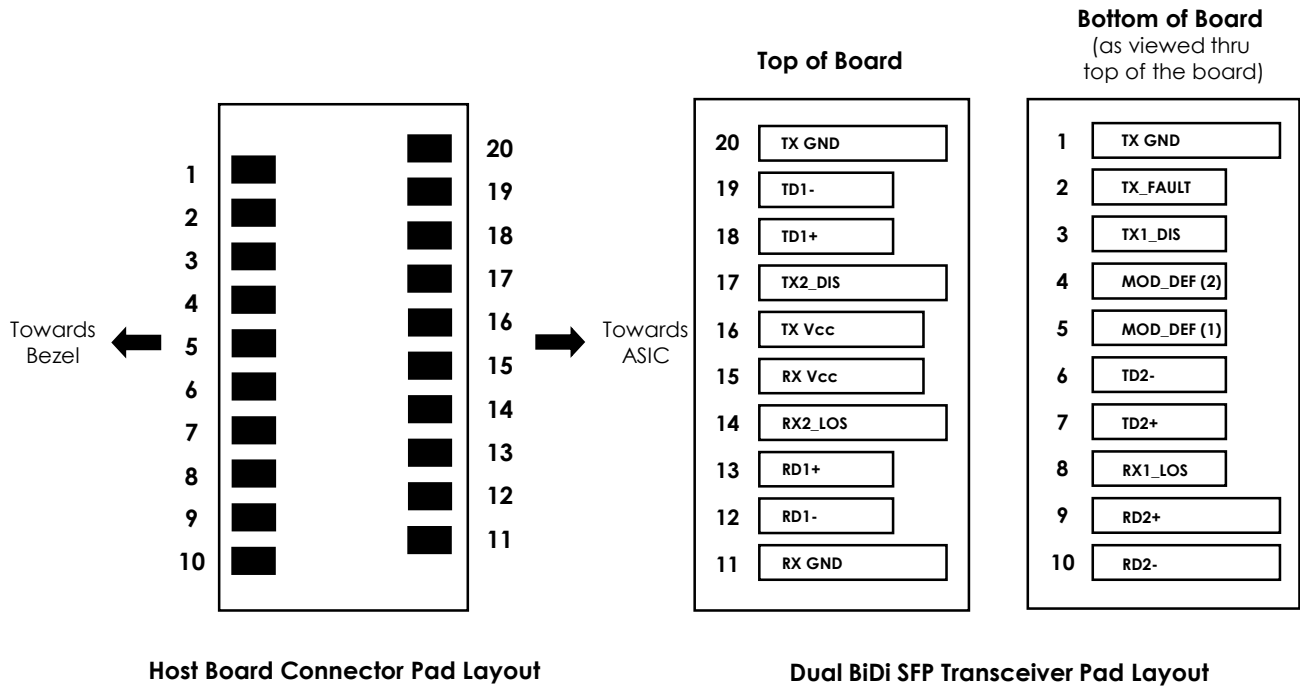 Bottom of Board
(as viewed thru
top of the board)
Top of Board
1
2
3
4
5
6
7
8
9
10
20
19
18
17
16
15
14
13
12
11
Towards
Bezel
Towards
ASIC
20 TX GND
19 TD1-
18 TD1+
17 TX2_DIS
16 TX Vcc
15 RX Vcc
14 RX2_LOS
13 RD1+
12 RD1-
11 RX GND
1 TX GND
2 TX_FAULT
3 TX1_DIS
4 MOD_DEF (2)
5 MOD_DEF (1)
6 TD2-
7 TD2+
8 RX1_LOS
9 RD2+
10 RD2-
Host Board Connector Pad Layout
Dual BiDi SFP Transceiver Pad Layout